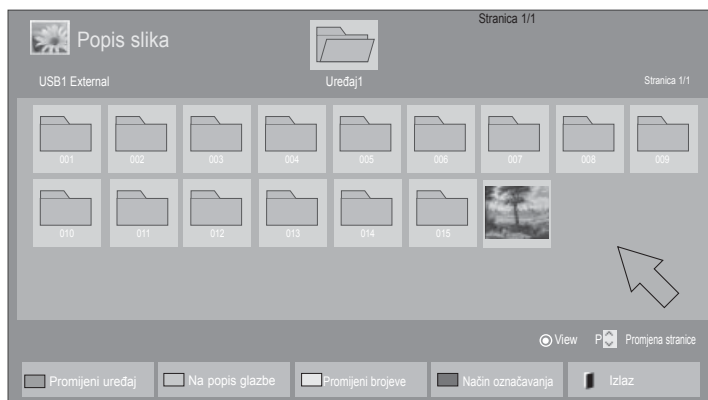 Stranica 1/1
Popis slika
USB1 External
Uređaj1
Stranica 1/1
001 002 003 004 005 006 007 008 009
010 011 012 013 014 015
View P Promjena stranice
Promijeni uređaj Na popis glazbe Promijeni brojeve Način označavanja Izlaz